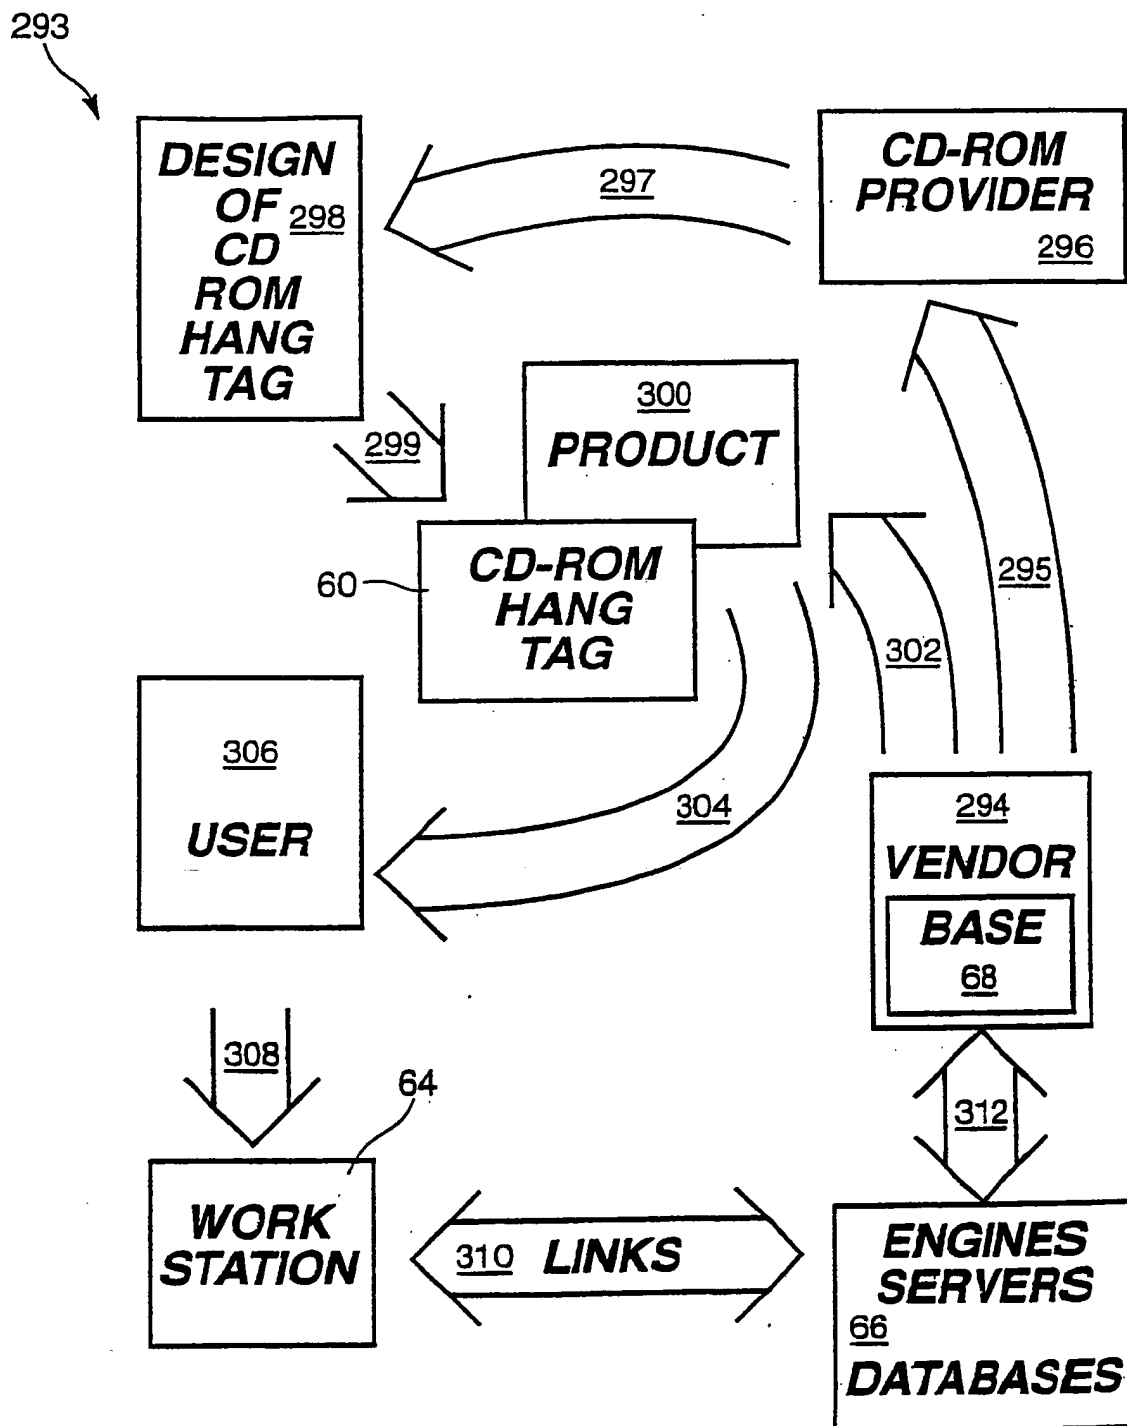 293
DESIGN
OF
298
CD
ROM
HANG
TAG
297
CD-ROM
PROVIDER
296
299
300
PRODUCT
60
CD-ROM
HANG
TAG
295
302
304
306
USER
294
VENDOR
BASE
68
308
312
64
WORK
STATION
310 LINKS
ENGINES
SERVERS
66
DATABASES